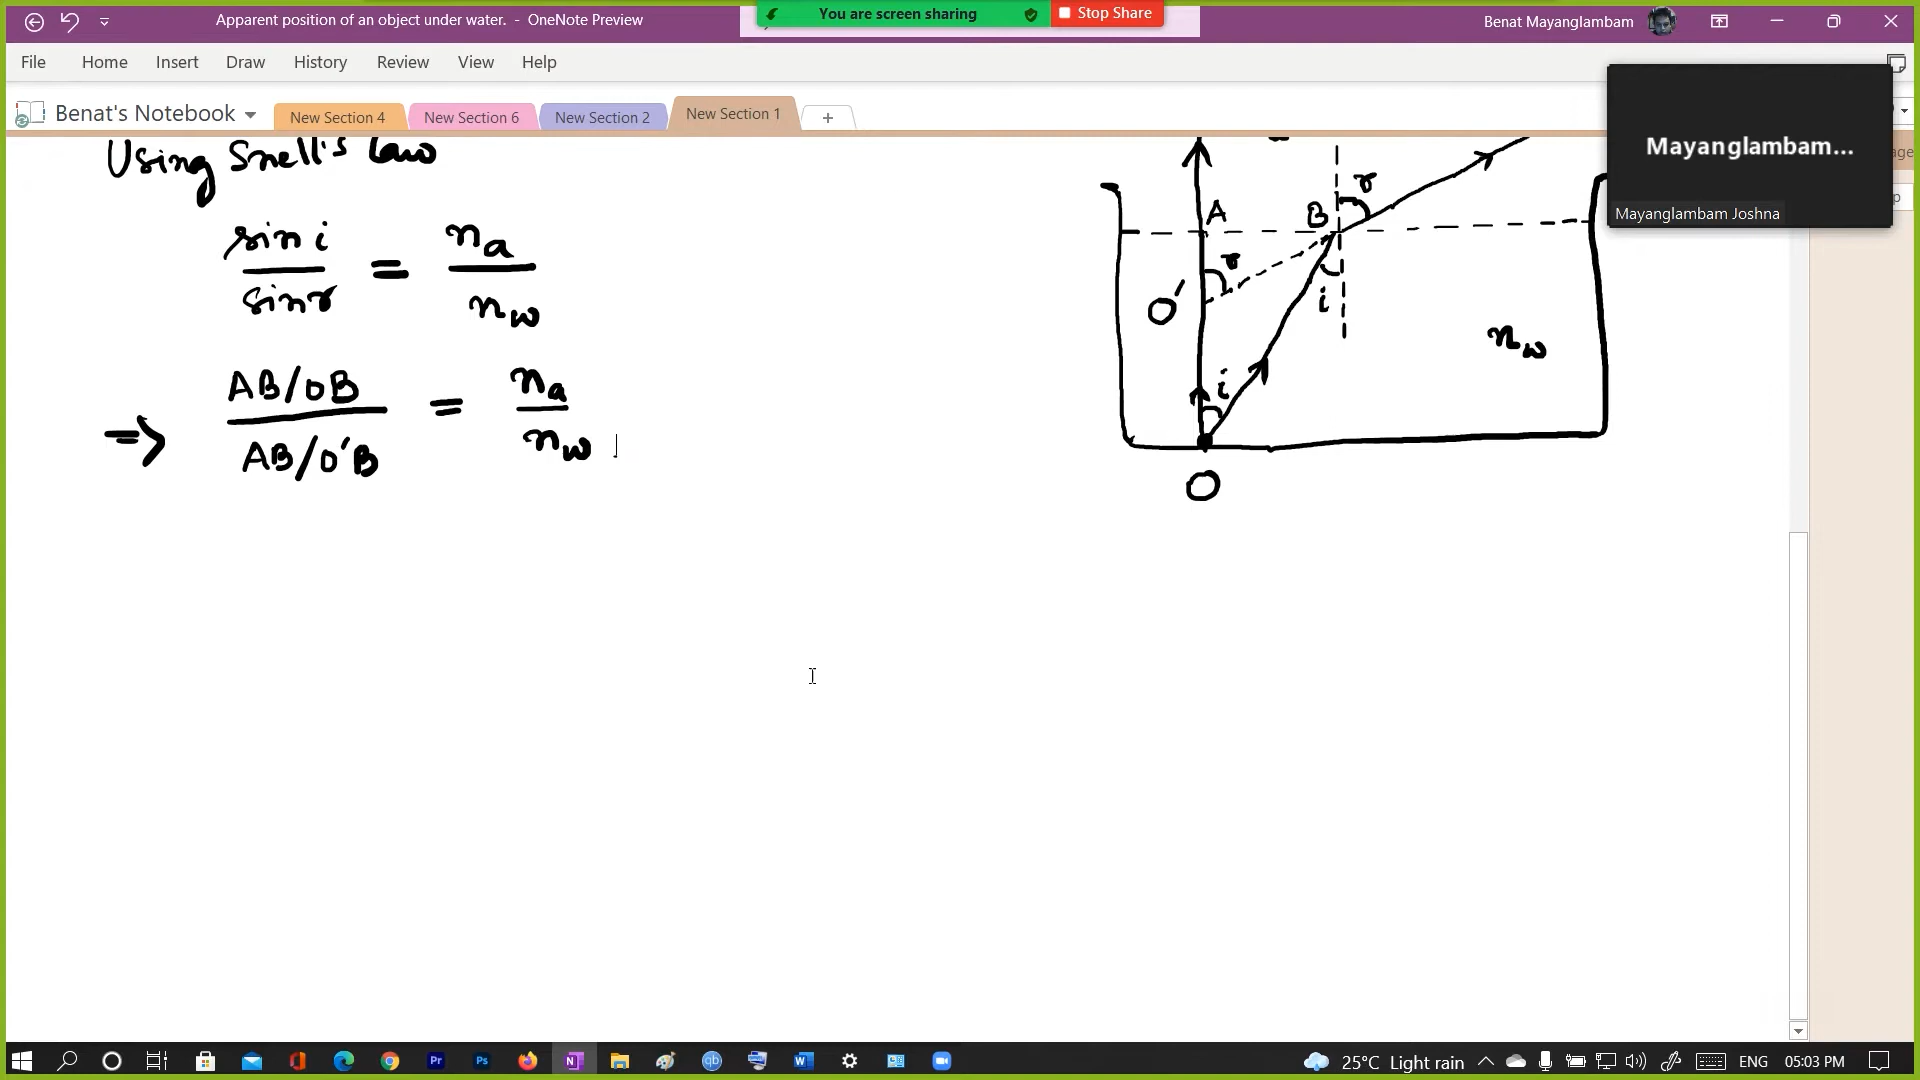 Apparent position of an object under water. - OneNote Preview
You are screen sharing
Stop Share
Benat Mayanglambam
File Home Insert Draw History Review View Help
Benat's Notebook
New Section 4 New Section 6 New Section 2 New Section 1 +
Mayanglambam...
Mayanglambam Joshna
age
p
Using Snell's law
sin i / sin r = na / nw
=> AB/OB / AB/O'B = na / nw
r
A B
r
O' i
nw
i
O
25°C Light rain ENG 05:03 PM